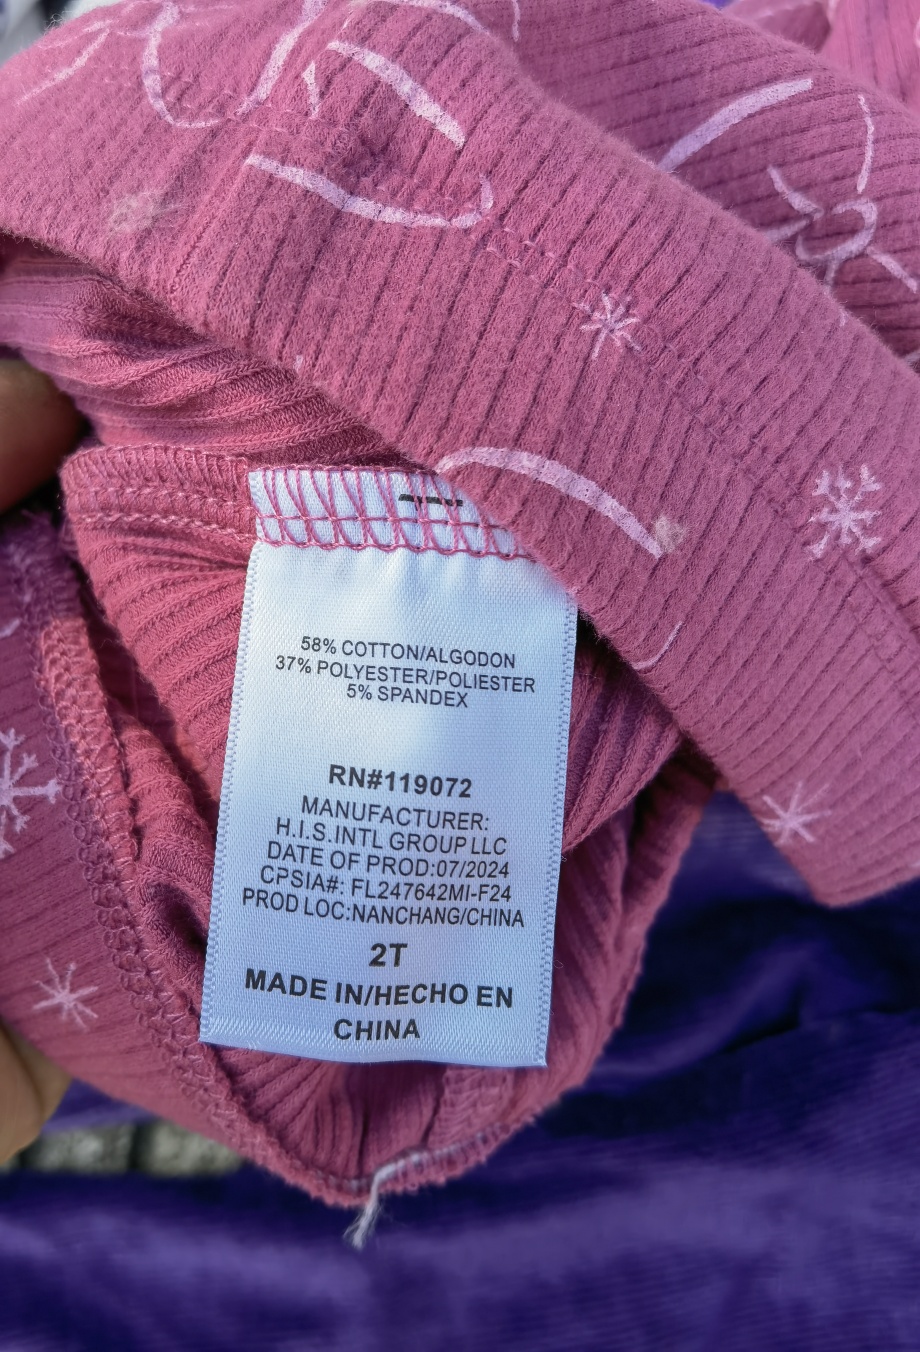 58% COTTON/ALGODON
37% POLYESTER/POLIESTER
5% SPANDEX
RN#119072
MANUFACTURER:
H.I.S.INTL GROUP LLC
DATE OF PROD:07/2024
CPSIA#: FL247642MI-F24
PROD LOC:NANCHANG/CHINA
2T
MADE IN/HECHO EN
CHINA